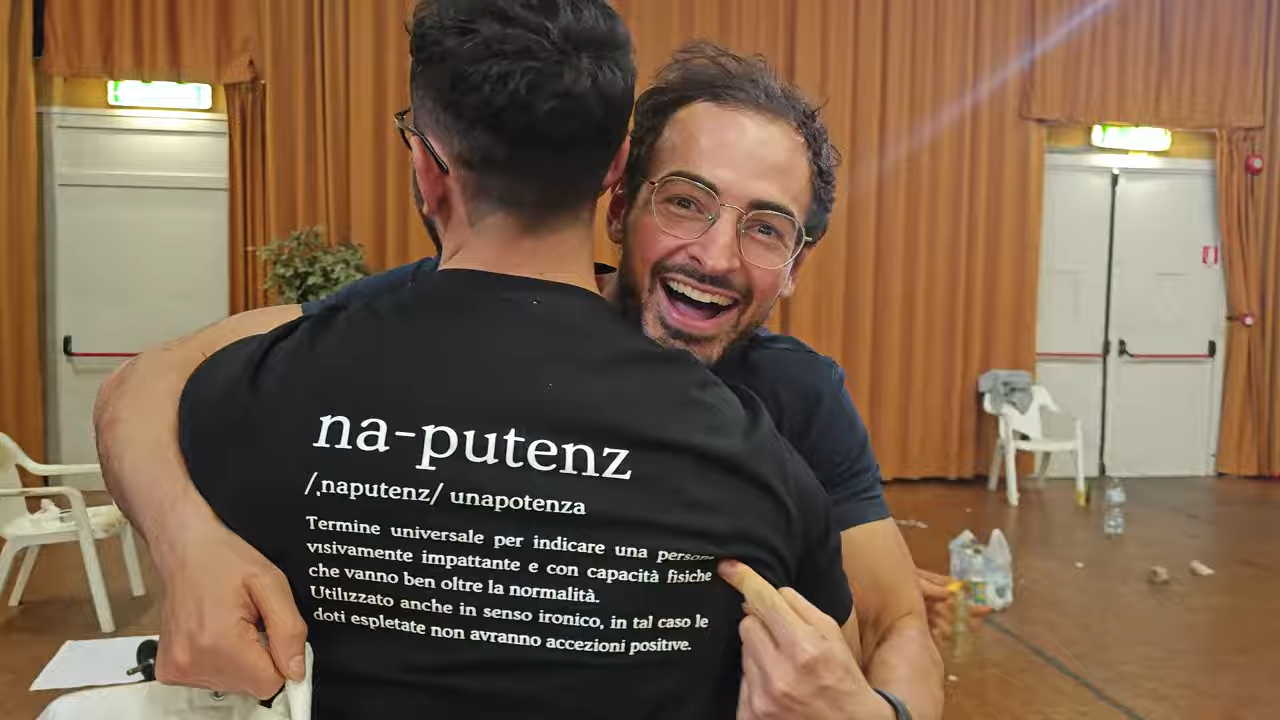 na-putenz
/ˌnaputenz/ unapotenza
Termine universale per indicare una persona
visivamente impattante e con capacità fisiche
che vanno ben oltre la normalità.
Utilizzato anche in senso ironico, in tal caso le
doti espletate non avranno accezioni positive.